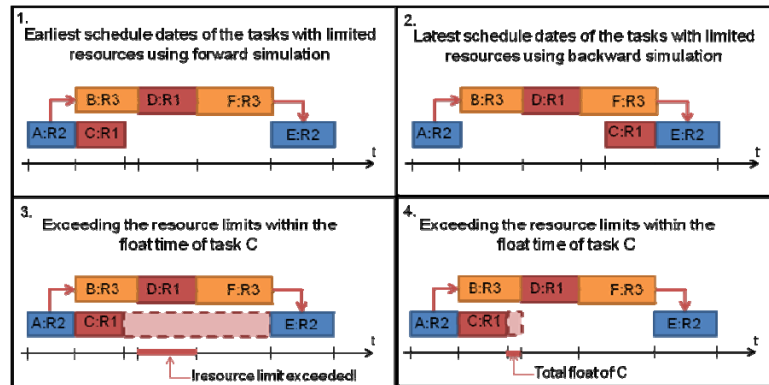 1.
Earliest schedule dates of the tasks with limited
resources using forward simulation
B:R3 D:R1 F:R3
A:R2 C:R1 E:R2
t
2.
Latest schedule dates of the tasks with limited
resources using backward simulation
B:R3 D:R1 F:R3
A:R2 C:R1 E:R2
t
3.
Exceeding the resource limits within the
float time of task C
B:R3 D:R1 F:R3
A:R2 C:R1 E:R2
t
!resource limit exceeded!
4.
Exceeding the resource limits within the
float time of task C
B:R3 D:R1 F:R3
A:R2 C:R1 E:R2
t
Total float of C